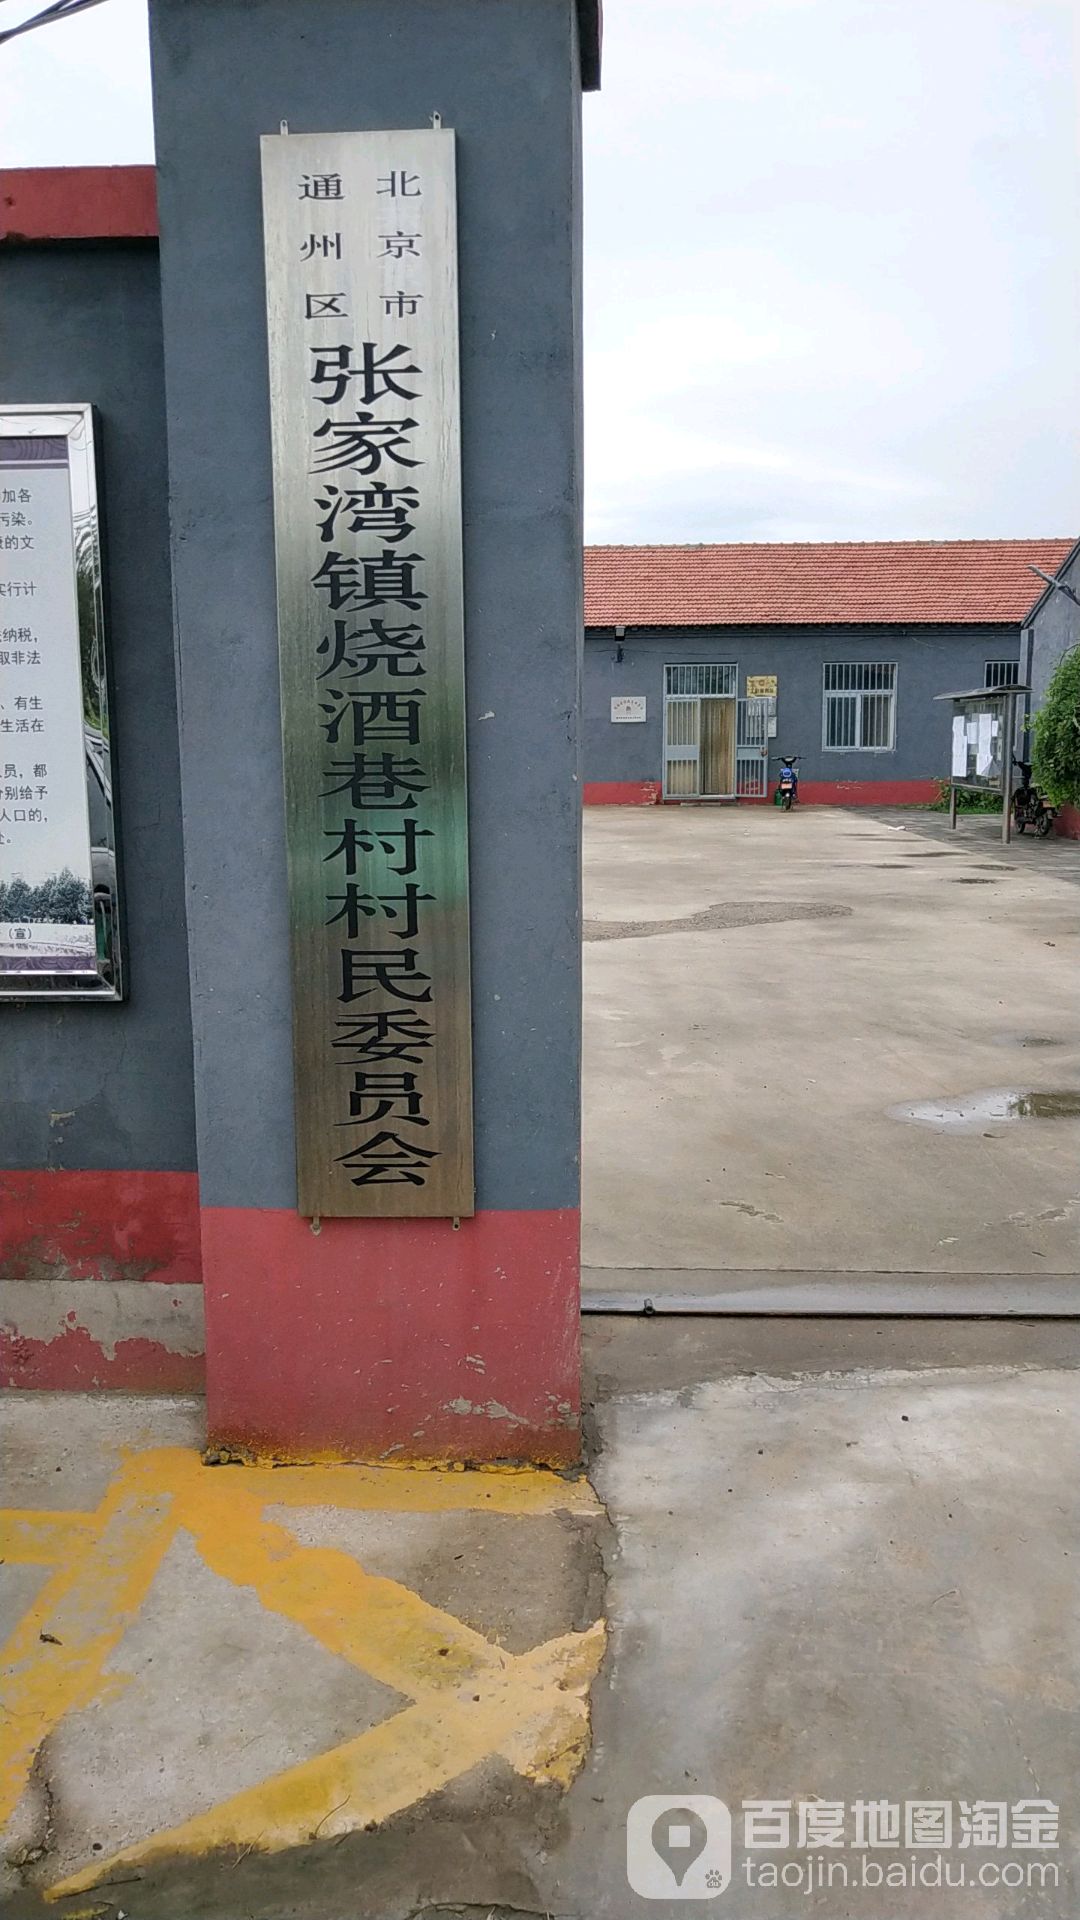 北京市
通州区
张家湾镇烧酒巷村村民委员会
加各
污染。
的文
实行计
纳税，
取非法
、有生
生活在
员，都
分别给予
人口的，
处。
（宣）
百度地图淘金
taojin.baidu.com